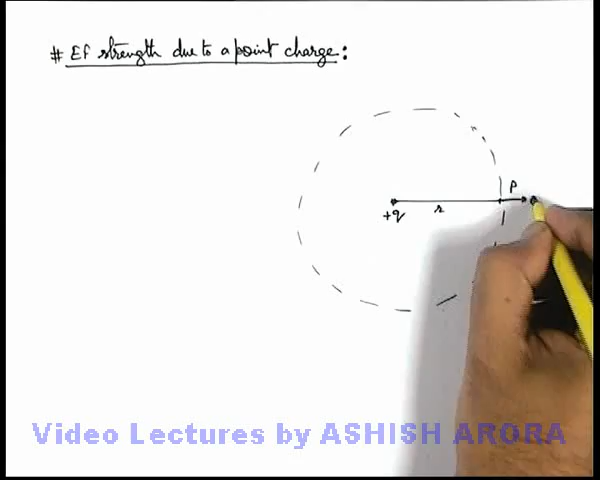 # EF strength due to a point charge:
P
+q
r
Video Lectures by ASHISH ARORA